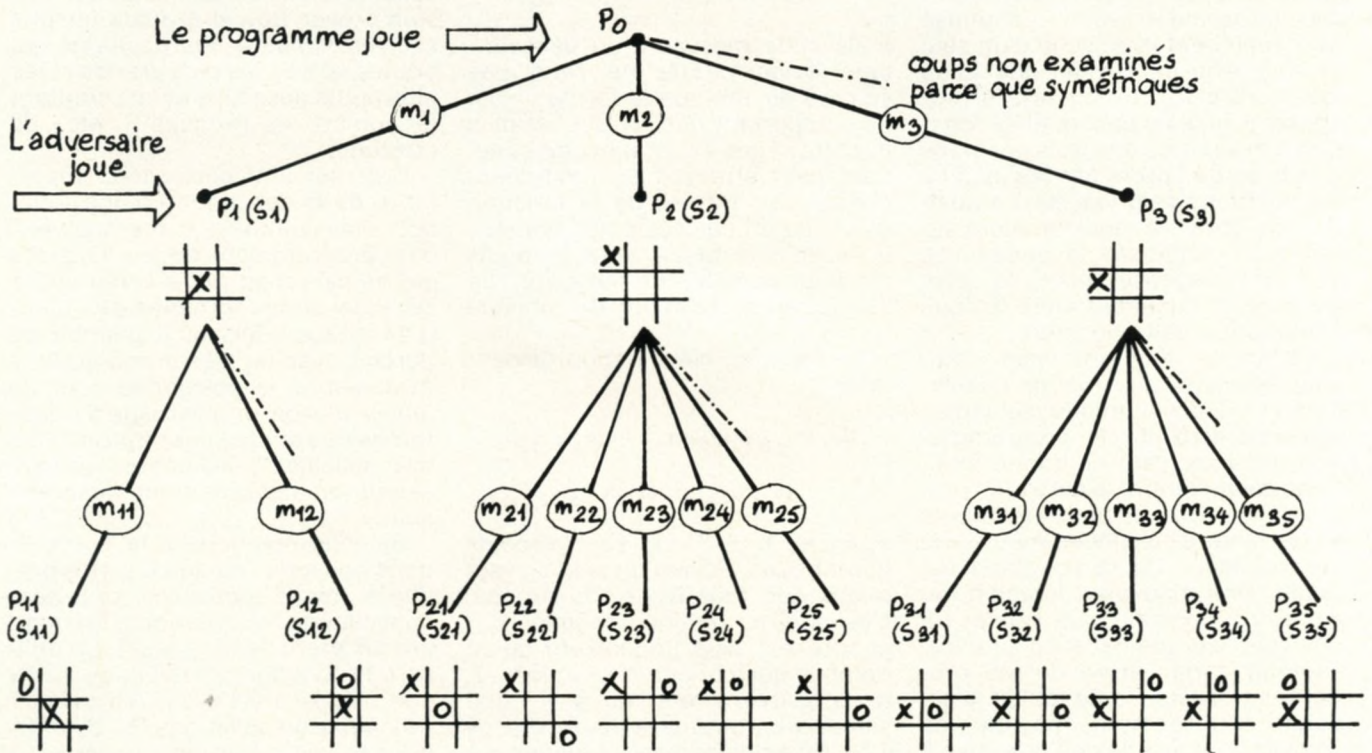 P0
Le programme joue
coups non examinés
parce que symétriques
m1
m2
m3
L'adversaire
joue
P1 (S1)
P2 (S2)
P3 (S3)
X
X
X
m11
m12
m21
m22
m23
m24
m25
m31
m32
m33
m34
m35
P11
(S11)
P12
(S12)
P21
(S21)
P22
(S22)
P23
(S23)
P24
(S24)
P25
(S25)
P31
(S31)
P32
(S32)
P33
(S33)
P34
(S34)
P35
(S35)
O
X
O
X
X
O
X
O
X O
X O
X
O
X O
X O
O
X
O
X
O
X